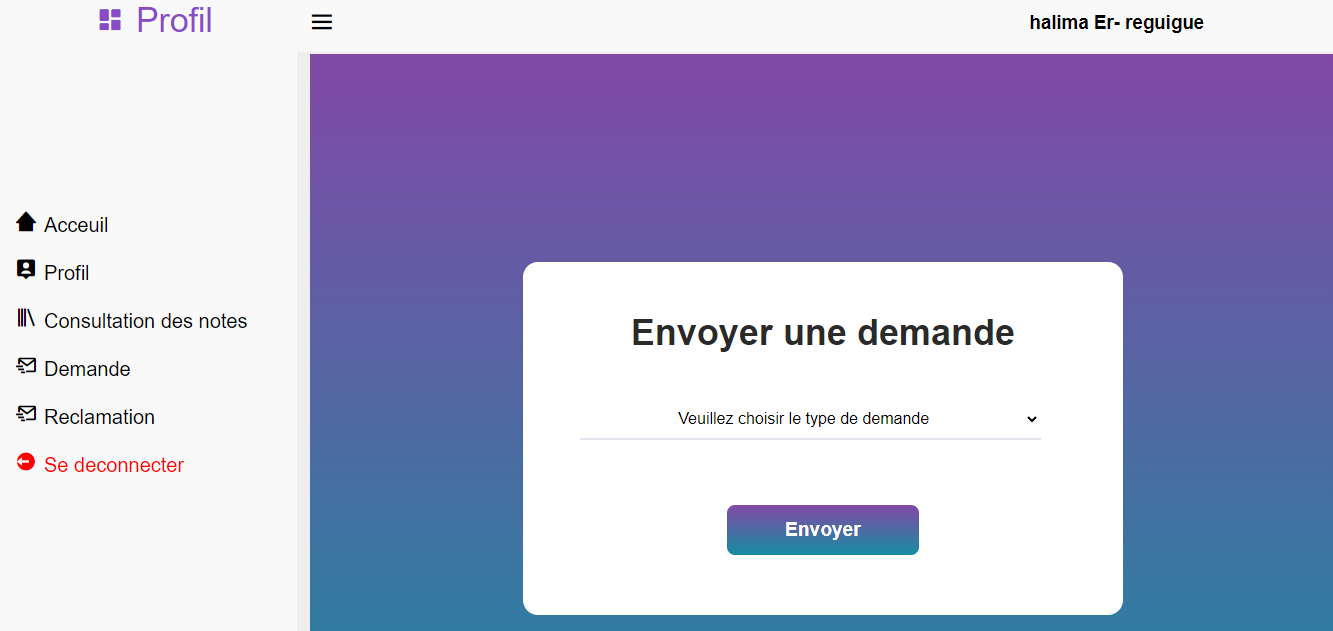 Profil
halima Er- reguigue
Acceuil
Profil
Consultation des notes
Demande
Reclamation
Se deconnecter
Envoyer une demande
Veuillez choisir le type de demande
Envoyer